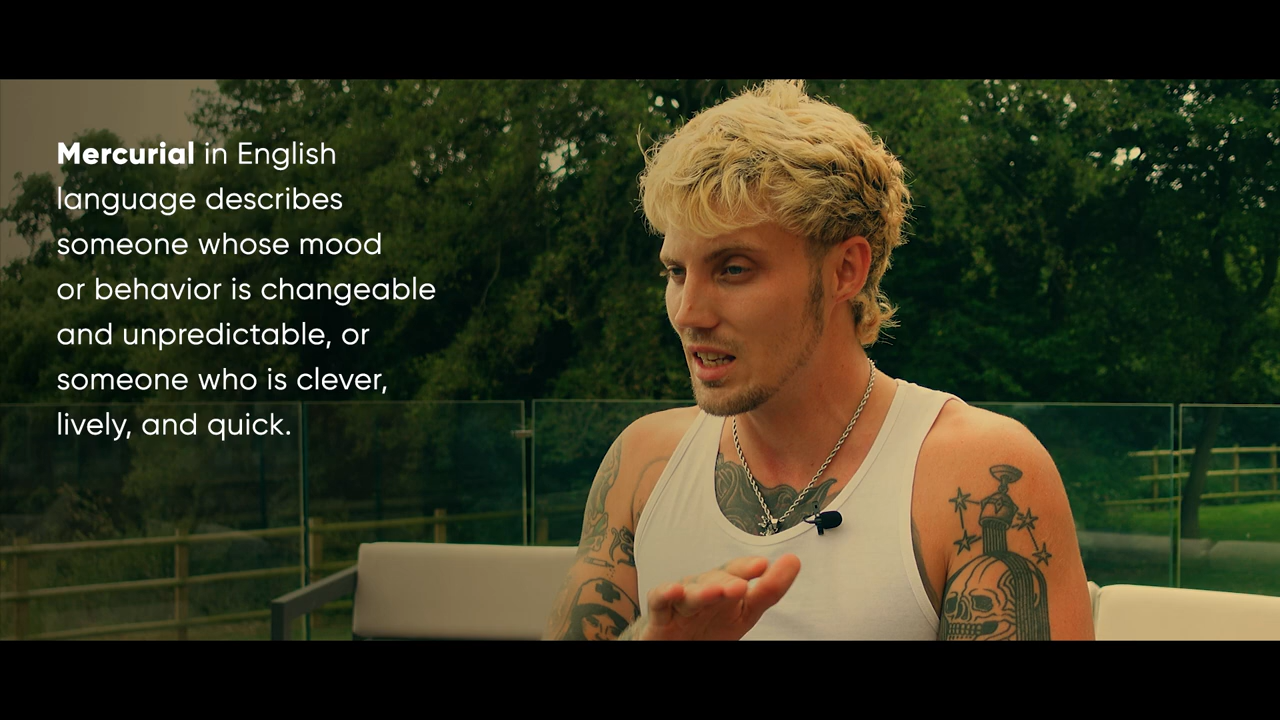 Mercurial in English
language describes
someone whose mood
or behavior is changeable
and unpredictable, or
someone who is clever,
lively, and quick.